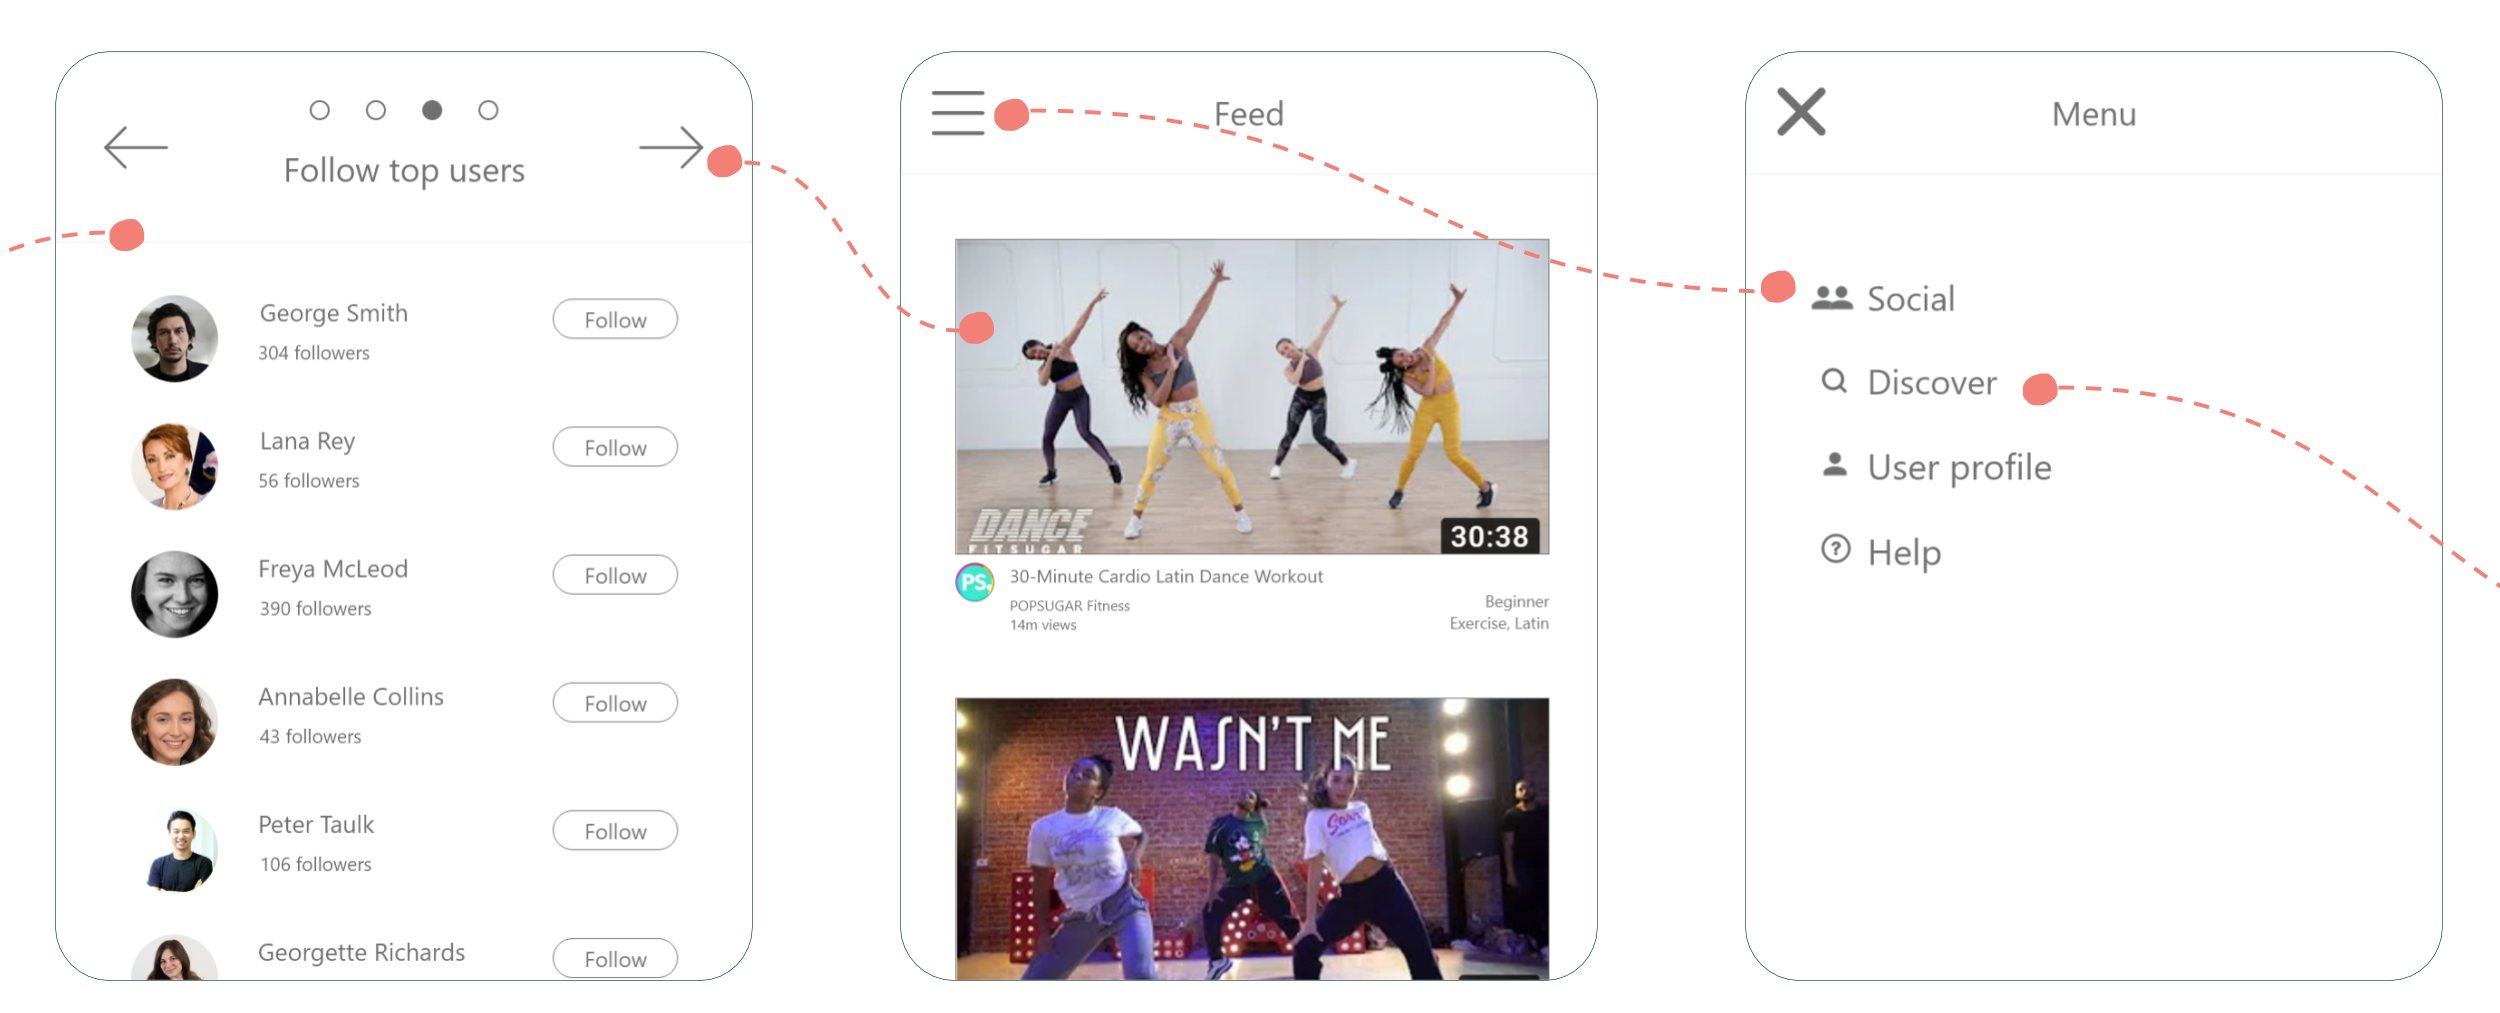 Follow top users
George Smith
304 followers
Follow
Lana Rey
56 followers
Follow
Freya McLeod
390 followers
Follow
Annabelle Collins
43 followers
Follow
Peter Taulk
106 followers
Follow
Georgette Richards
Follow
Feed
DANCE
FITSUGAR
30:38
PS.
30-Minute Cardio Latin Dance Workout
POPSUGAR Fitness
14m views
Beginner
Exercise, Latin
WASN'T ME
Menu
Social
Discover
User profile
Help